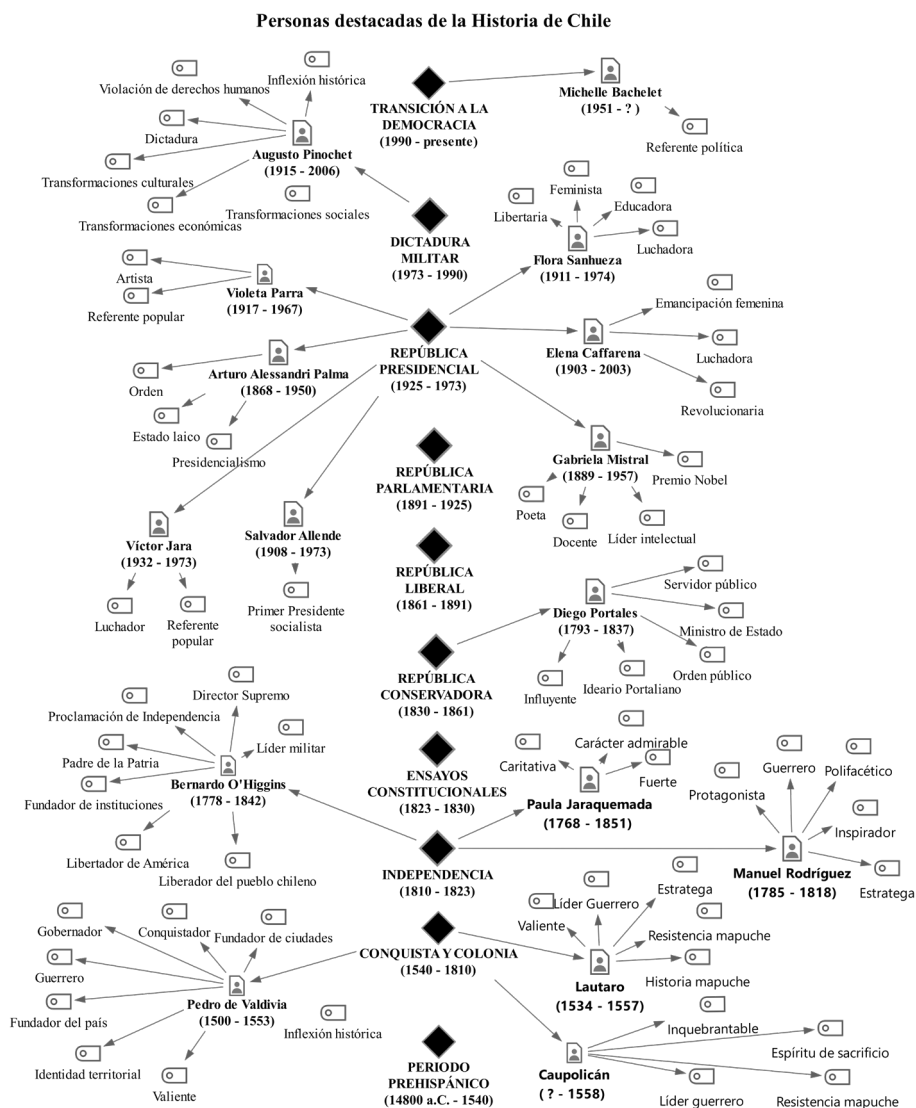 Personas destacadas de la Historia de Chile
Inflexión histórica
Violación de derechos humanos
Dictadura
Augusto Pinochet
(1915 - 2006)
Transformaciones culturales
Transformaciones económicas
Transformaciones sociales
TRANSICIÓN A LA
DEMOCRACIA
(1990 - presente)
Michelle Bachelet
(1951 - ? )
Referente política
DICTADURA
MILITAR
(1973 - 1990)
Feminista
Libertaria
Educadora
Luchadora
Flora Sanhueza
(1911 - 1974)
Artista
Referente popular
Violeta Parra
(1917 - 1967)
REPÚBLICA
PRESIDENCIAL
(1925 - 1973)
Emancipación femenina
Elena Caffarena
(1903 - 2003)
Luchadora
Revolucionaria
Orden
Arturo Alessandri Palma
(1868 - 1950)
Estado laico
Presidencialismo
Gabriela Mistral
(1889 - 1957)
Premio Nobel
Poeta
Docente
Líder intelectual
REPÚBLICA
PARLAMENTARIA
(1891 - 1925)
Víctor Jara
(1932 - 1973)
Luchador
Referente
popular
Salvador Allende
(1908 - 1973)
Primer Presidente
socialista
REPÚBLICA
LIBERAL
(1861 - 1891)
Servidor público
Diego Portales
(1793 - 1837)
Ministro de Estado
Orden público
Ideario Portaliano
Influyente
REPÚBLICA
CONSERVADORA
(1830 - 1861)
Director Supremo
Proclamación de Independencia
Líder militar
Padre de la Patria
Bernardo O'Higgins
(1778 - 1842)
Fundador de instituciones
Libertador de América
Liberador del pueblo chileno
ENSAYOS
CONSTITUCIONALES
(1823 - 1830)
Carácter admirable
Caritativa
Fuerte
Paula Jaraquemada
(1768 - 1851)
Guerrero
Polifacético
Protagonista
Inspirador
Manuel Rodríguez
(1785 - 1818)
Estratega
INDEPENDENCIA
(1810 - 1823)
Gobernador
Conquistador
Fundador de ciudades
Guerrero
Pedro de Valdivia
(1500 - 1553)
Fundador del país
Identidad territorial
Valiente
Inflexión histórica
CONQUISTA Y COLONIA
(1540 - 1810)
Estratega
Líder Guerrero
Valiente
Resistencia mapuche
Lautaro
(1534 - 1557)
Historia mapuche
PERIODO
PREHISPÁNICO
(14800 a.C. - 1540)
Inquebrantable
Espíritu de sacrificio
Caupolicán
( ? - 1558)
Líder guerrero
Resistencia mapuche